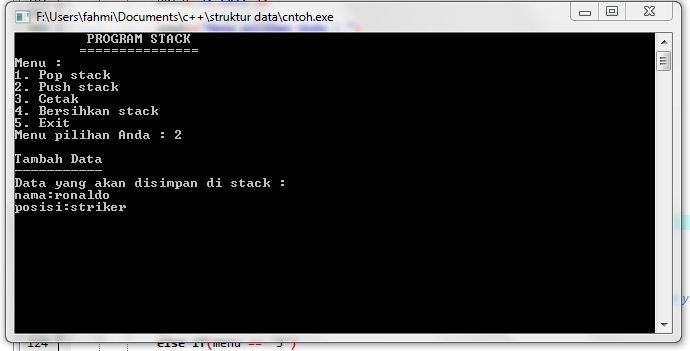 F:\Users\fahmi\Documents\c++\struktur data\cntoh.exe
PROGRAM STACK
===============
Menu :
1. Pop stack
2. Push stack
3. Cetak
4. Bersihkan stack
5. Exit
Menu pilihan Anda : 2
Tambah Data
-----------
Data yang akan disimpan di stack :
nama:ronaldo
posisi:striker
124 else if(menu == '5')